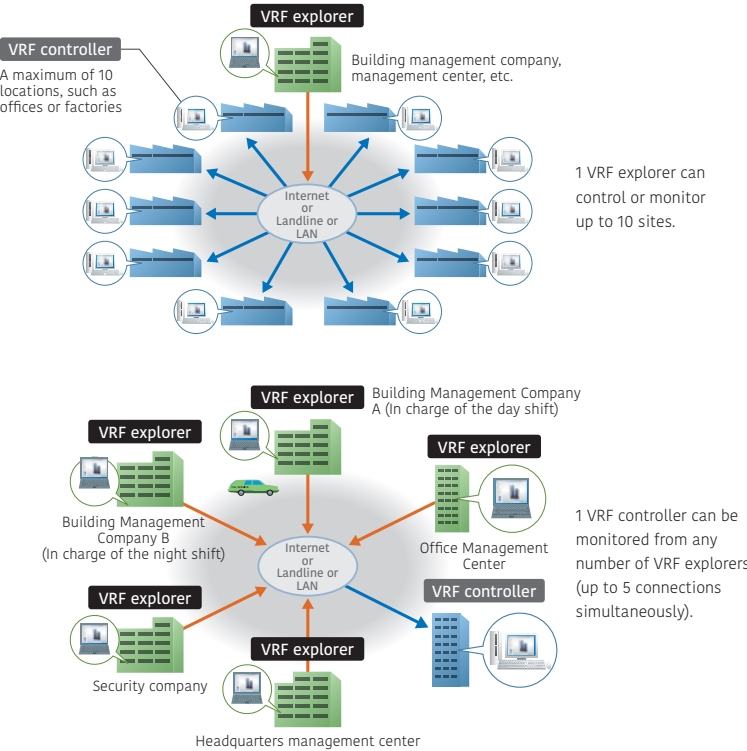 VRF explorer
VRF controller
A maximum of 10
locations, such as
offices or factories
Building management company,
management center, etc.
Internet
or
Landline or
LAN
1 VRF explorer can
control or monitor
up to 10 sites.
VRF explorer
Building Management Company
A (In charge of the day shift)
VRF explorer
Building Management
Company B
(In charge of the night shift)
VRF explorer
Office Management
Center
Internet
or
Landline or
LAN
1 VRF controller can be
monitored from any
number of VRF explorers
(up to 5 connections
simultaneously).
VRF explorer
Security company
VRF controller
VRF explorer
Headquarters management center